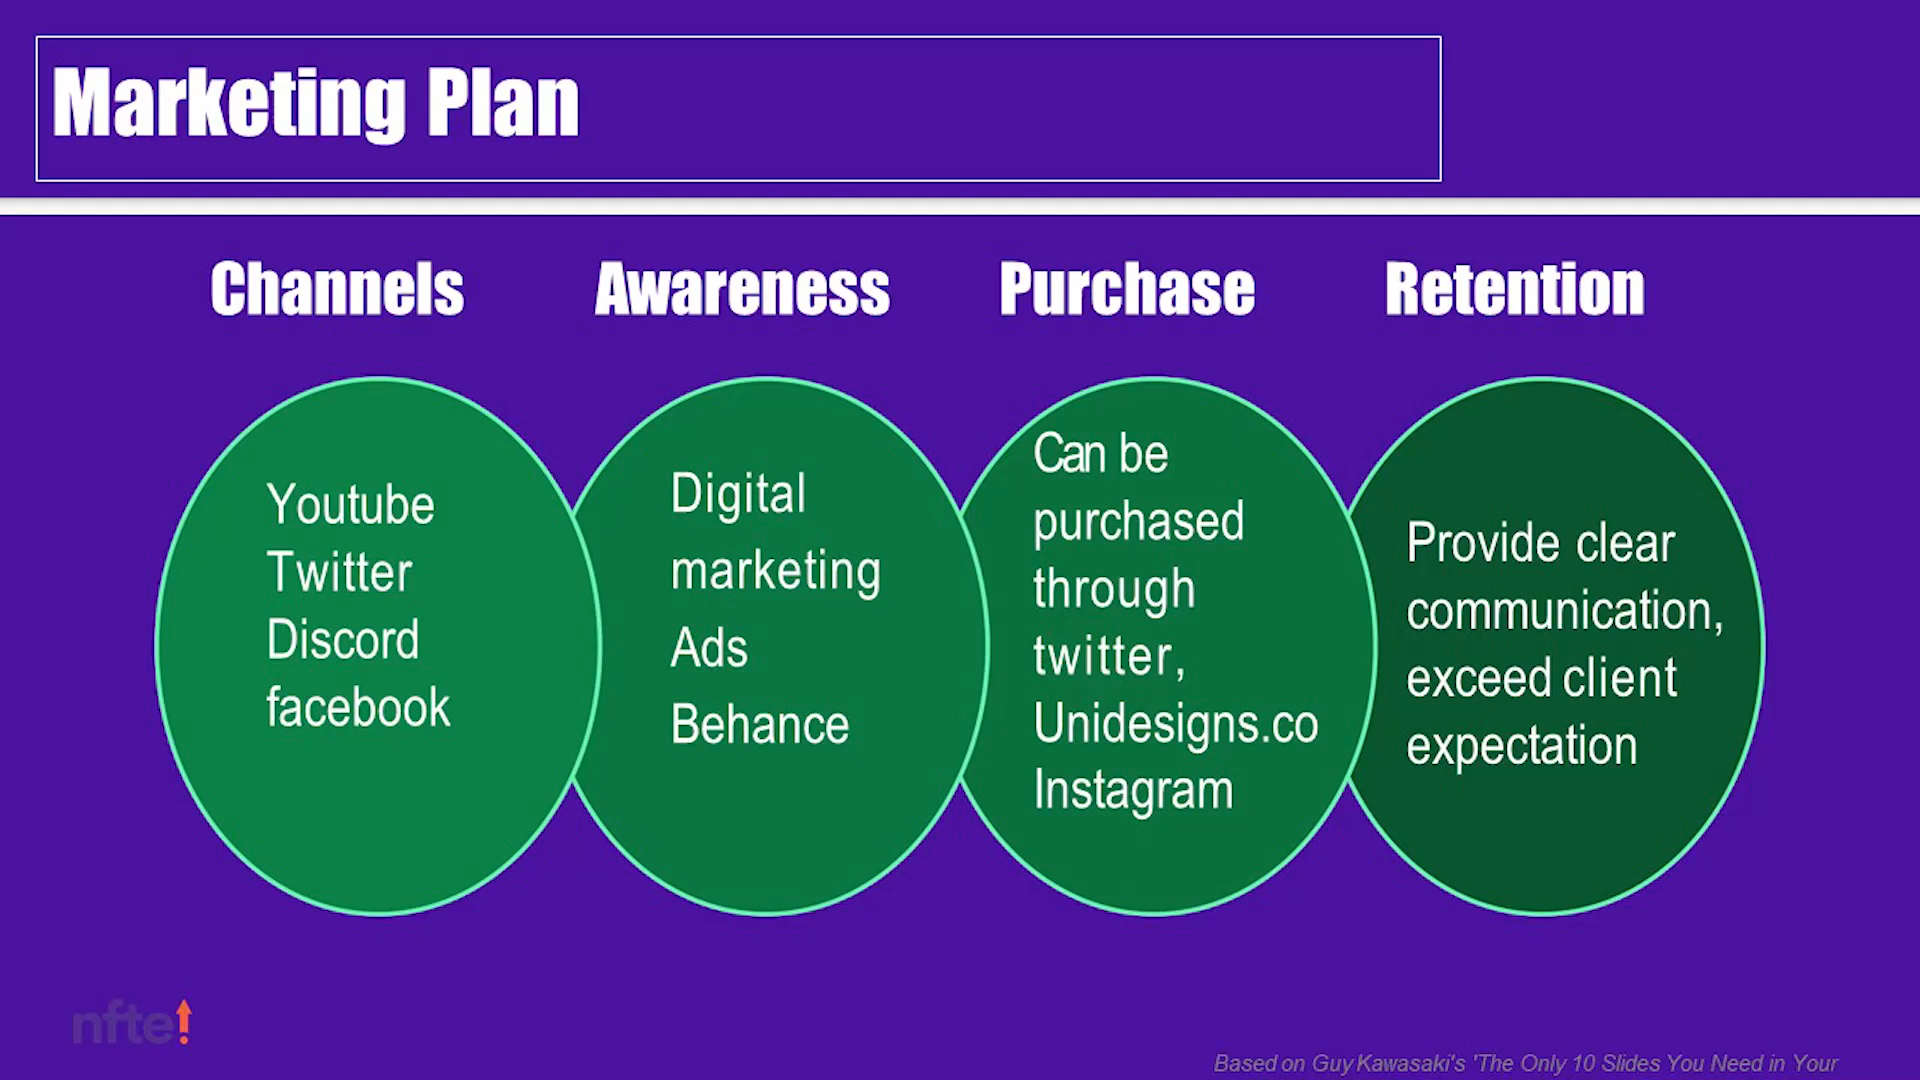 Marketing Plan
Channels
Awareness
Purchase
Retention
Youtube
Twitter
Discord
facebook
Digital
marketing
Ads
Behance
Can be
purchased
through
twitter,
Unidesigns.co
Instagram
Provide clear
communication,
exceed client
expectation
nfte!
Based on Guy Kawasaki's 'The Only 10 Slides You Need in Your